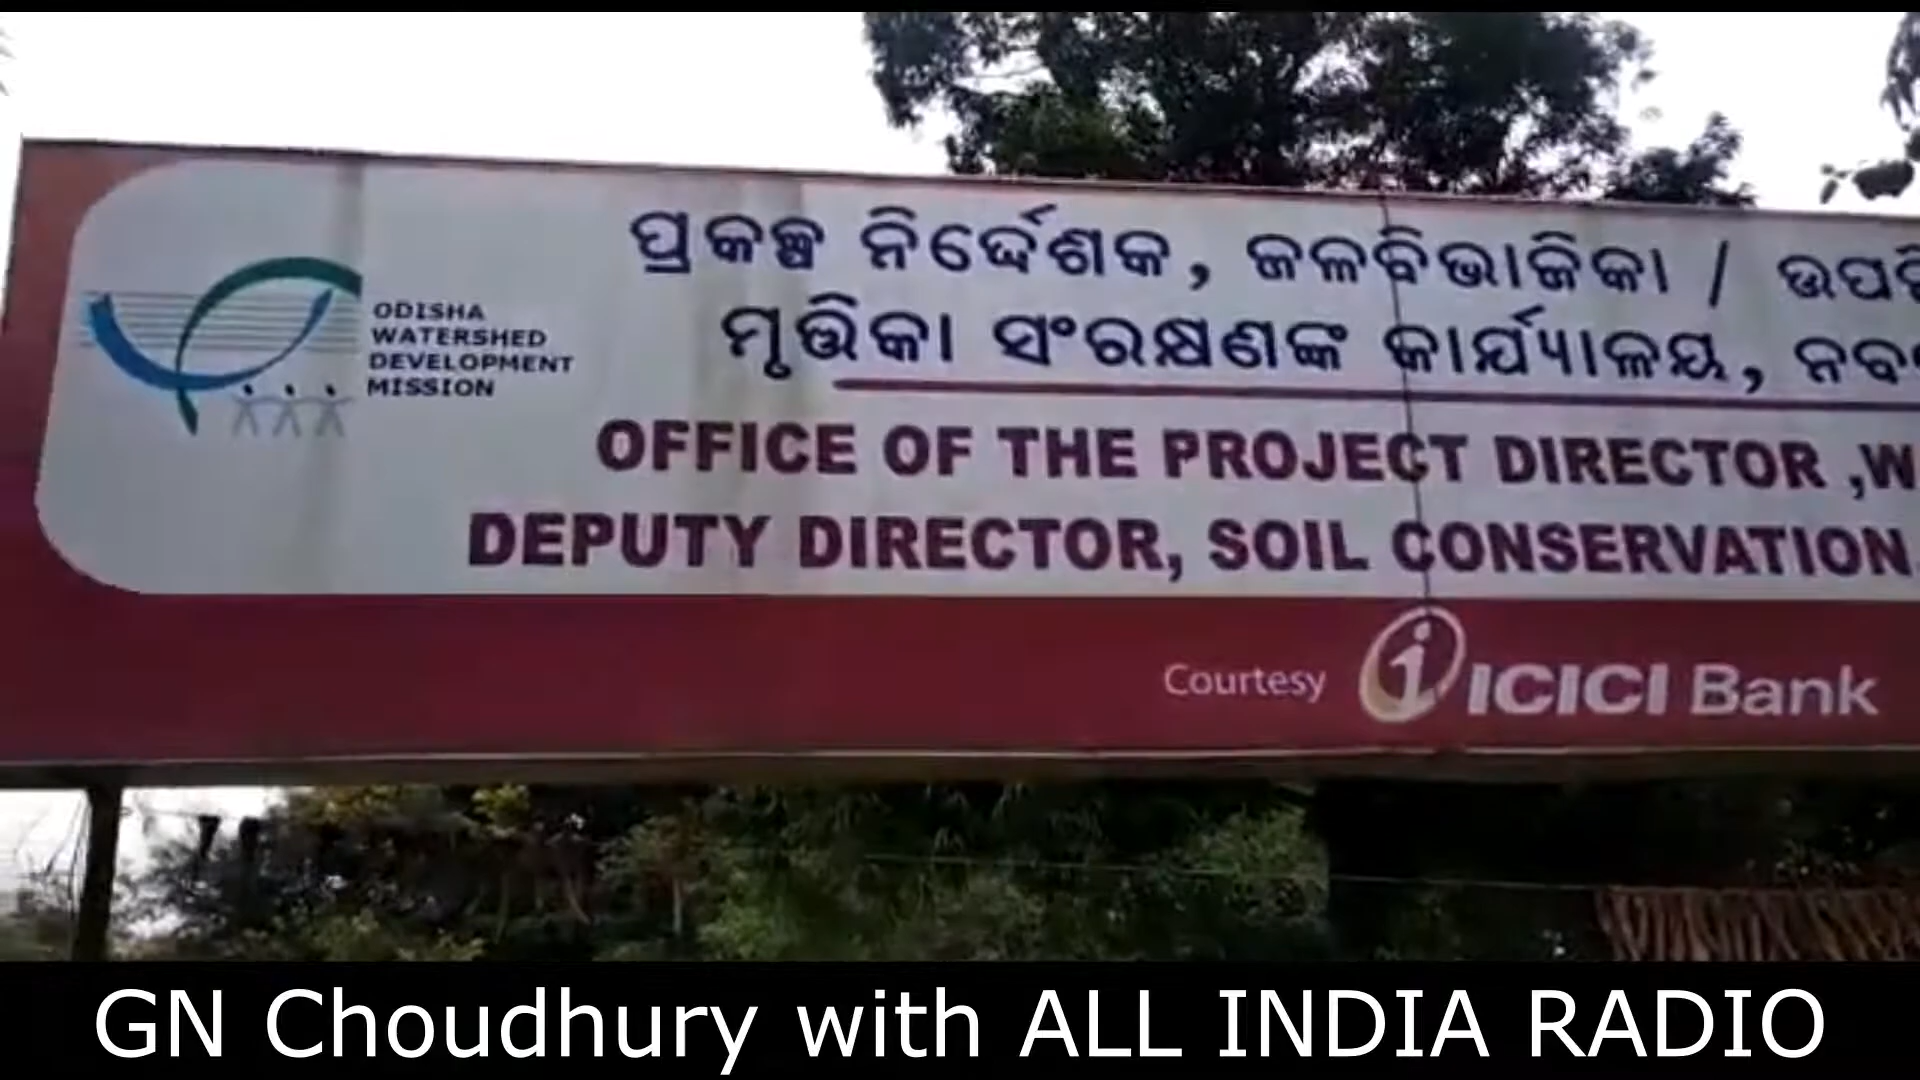 ପ୍ରକଳ୍ପ ନିର୍ଦ୍ଦେଶକ, ଜଳବିଭାଜିକା /
ମୃତ୍ତିକା ସଂରକ୍ଷଣଙ୍କ କାର୍ଯ୍ୟାଳୟ,
ODISHA
WATERSHED
DEVELOPMENT
MISSION
OFFICE OF THE PROJECT DIRECTOR ,W
DEPUTY DIRECTOR, SOIL CONSERVATION
Courtesy ICICI Bank
GN Choudhury with ALL INDIA RADIO